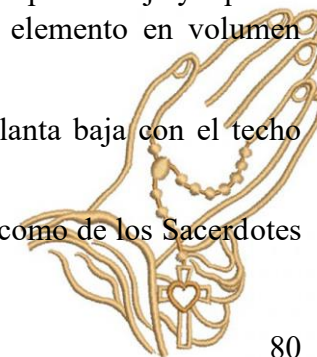 elemento en volumen
lanta baja con el techo
como de los Sacerdotes
80